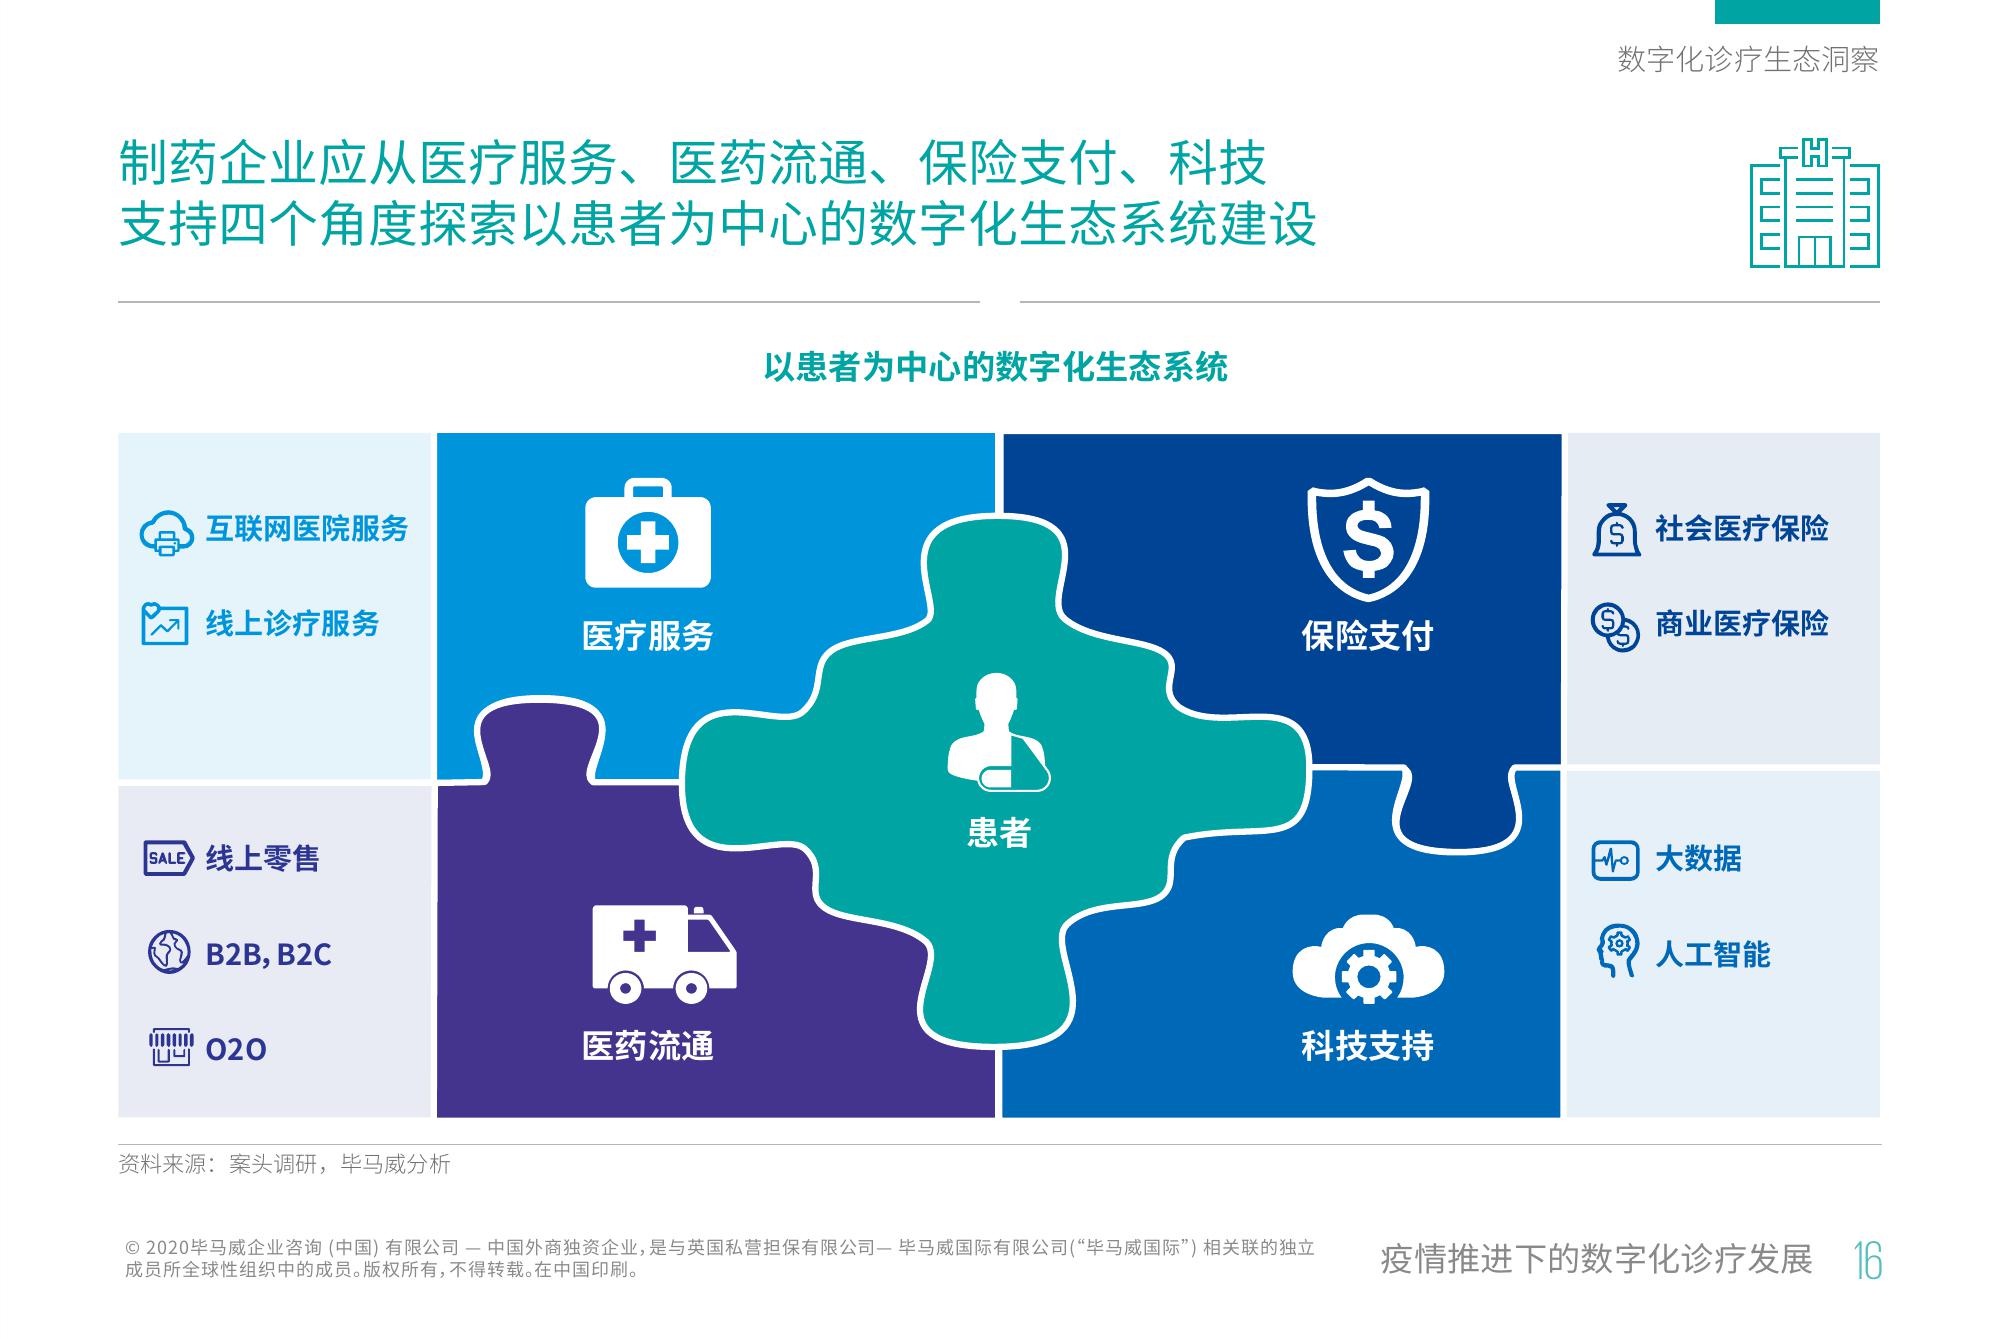 数字化诊疗生态洞察
制药企业应从医疗服务、医药流通、保险支付、科技
支持四个角度探索以患者为中心的数字化生态系统建设
以患者为中心的数字化生态系统
互联网医院服务
线上诊疗服务
医疗服务
保险支付
社会医疗保险
商业医疗保险
患者
线上零售
SALE
B2B, B2C
O2O
医药流通
科技支持
大数据
人工智能
资料来源：案头调研，毕马威分析
© 2020毕马威企业咨询 (中国) 有限公司 — 中国外商独资企业，是与英国私营担保有限公司— 毕马威国际有限公司(“毕马威国际”) 相关联的独立
成员所全球性组织中的成员。版权所有，不得转载。在中国印刷。
疫情推进下的数字化诊疗发展 16